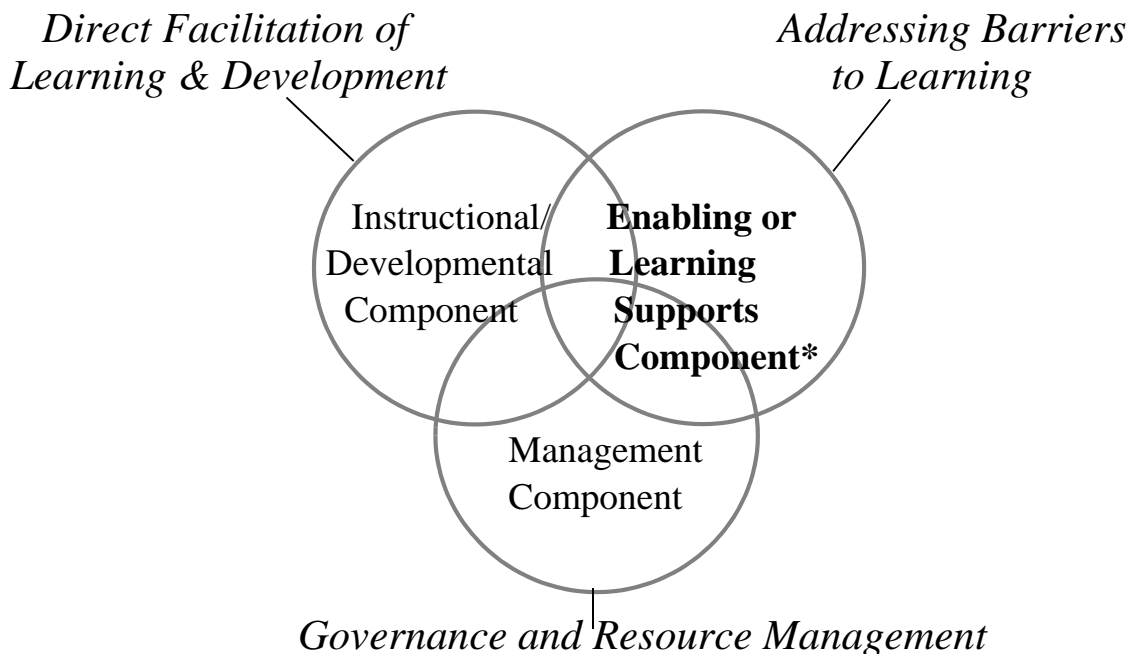 Direct Facilitation of
Learning & Development
Addressing Barriers
to Learning
Instructional/
Developmental
Component
Enabling or
Learning
Supports
Component*
Management
Component
Governance and Resource Management